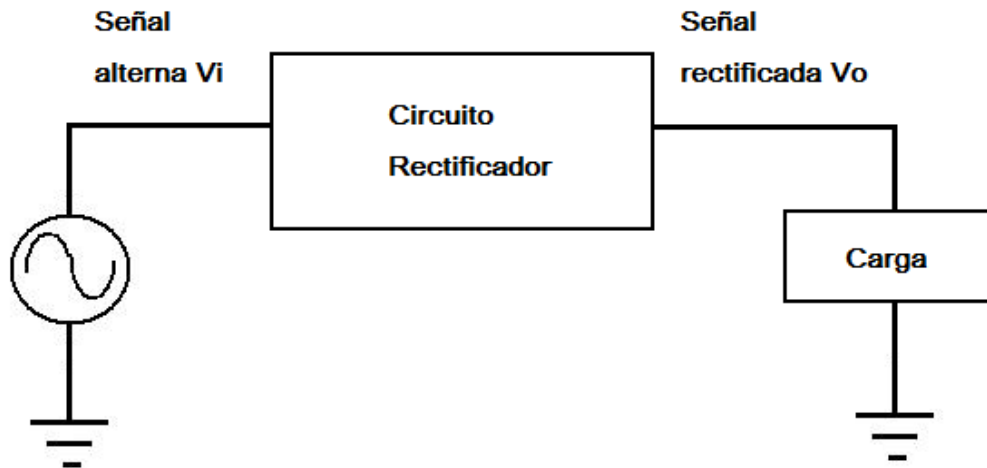 Señal
alterna Vi
Circuito
Rectificador
Señal
rectificada Vo
Carga